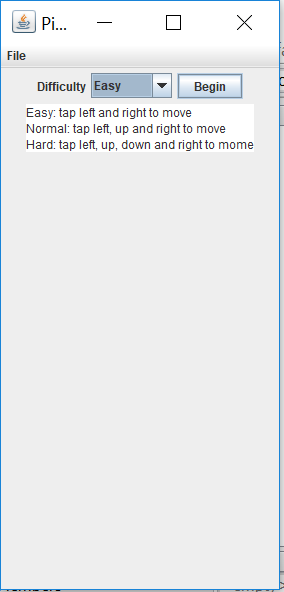 Pi...
File
Difficulty Easy Begin
Easy: tap left and right to move
Normal: tap left, up and right to move
Hard: tap left, up, down and right to mome